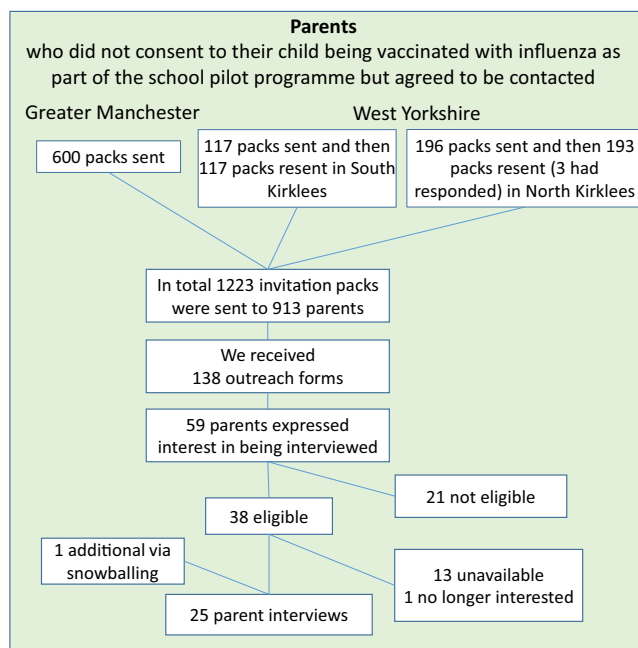 Parents
who did not consent to their child being vaccinated with influenza as
part of the school pilot programme but agreed to be contacted
Greater Manchester
West Yorkshire
600 packs sent
117 packs sent and then
117 packs resent in South
Kirklees
196 packs sent and then 193
packs resent (3 had
responded) in North Kirklees
In total 1223 invitation packs
were sent to 913 parents
We received
138 outreach forms
59 parents expressed
interest in being interviewed
21 not eligible
38 eligible
1 additional via
snowballing
13 unavailable
1 no longer interested
25 parent interviews